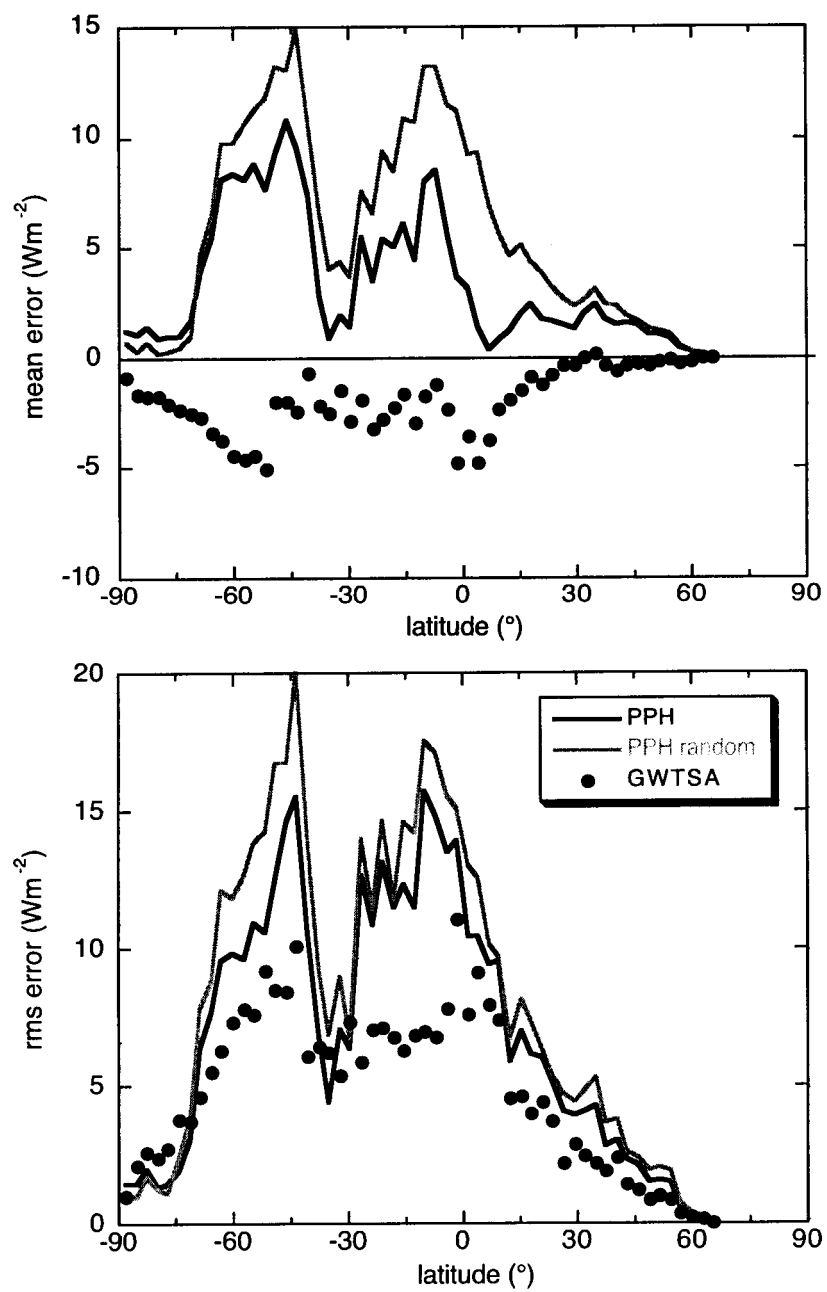 15
10
5
0
-5
-10
mean error (Wm-2)
-90 -60 -30 0 30 60 90
latitude (°)
20
15
10
5
0
rms error (Wm-2)
PPH
PPH random
GWTSA
-90 -60 -30 0 30 60 90
latitude (°)